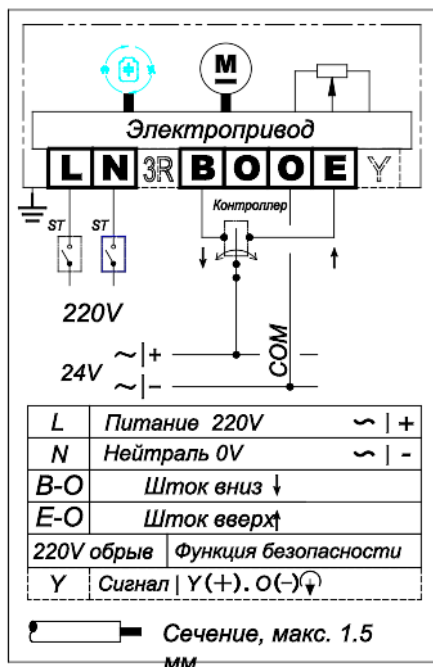 M
Электропривод
L N 3R B O O E Y
Контроллер
ST ST
220V
COM
24V ~|+
~|-
L Питание 220V ~ | +
N Нейтраль 0V ~ | -
B-O Шток вниз ↓
E-O Шток вверх↑
220V обрыв Функция безопасности
Y Сигнал | Y(+). O(-)
Сечение, макс. 1.5
мм